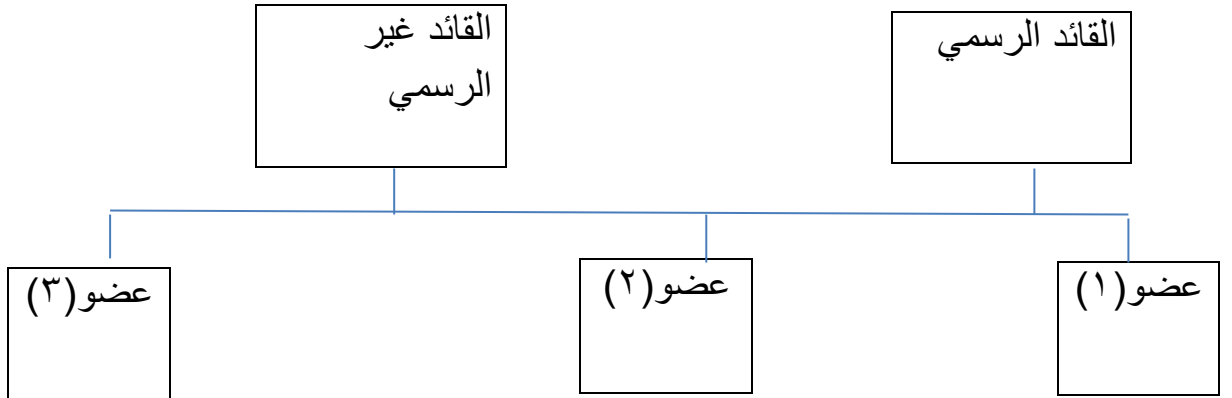 القائد الرسمي
القائد غير
الرسمي
عضو(١)
عضو(٢)
عضو(٣)